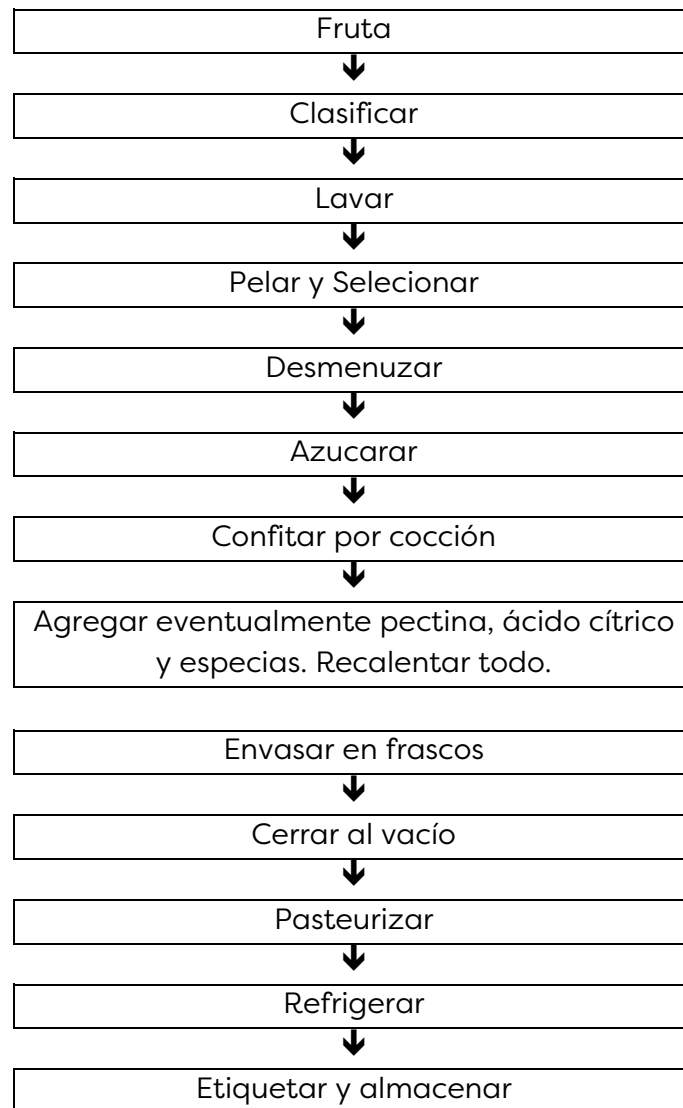 Fruta
Clasificar
Lavar
Pelar y Selecionar
Desmenuzar
Azucarar
Confitar por cocción
Agregar eventualmente pectina, ácido cítrico
y especias. Recalentar todo.
Envasar en frascos
Cerrar al vacío
Pasteurizar
Refrigerar
Etiquetar y almacenar